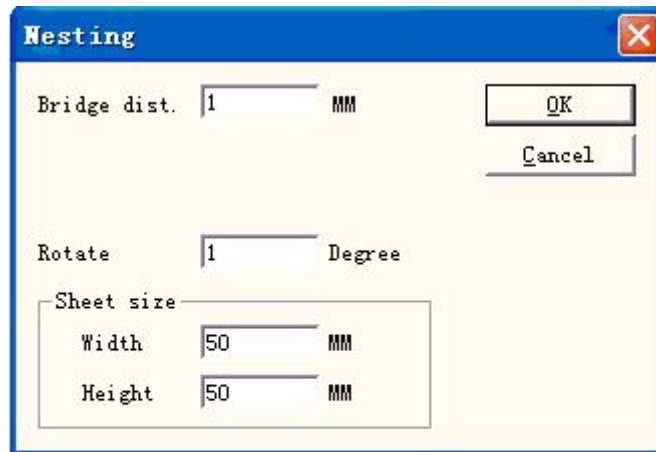 Nesting
Bridge dist. 1 MM OK
Cancel
Rotate 1 Degree
Sheet size
Width 50 MM
Height 50 MM